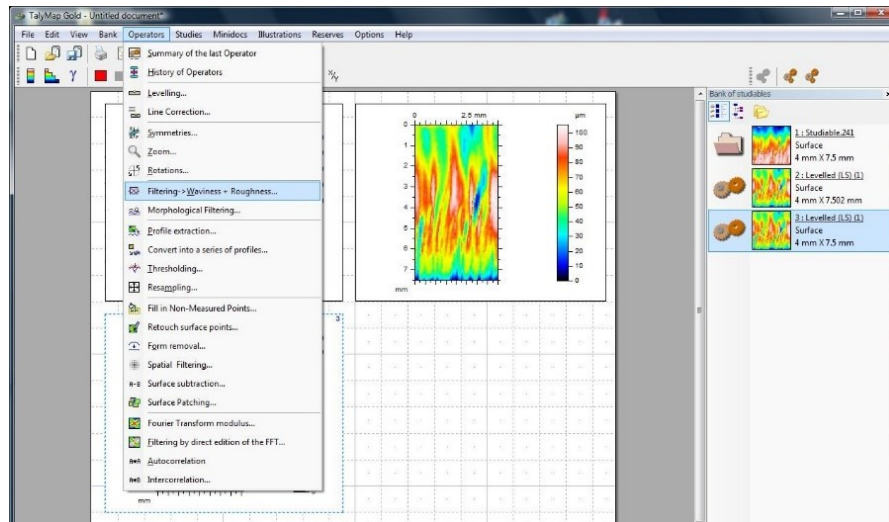 TalyMap Gold - Untitled document*
File Edit View Bank Operators Studies Minidocs Illustrations Reserves Options Help
Summary of the last Operator
History of Operators
Levelling...
Line Correction...
Symmetries...
Zoom...
Rotations...
Filtering-> Waviness + Roughness...
Morphological Filtering...
Profile extraction...
Convert into a series of profiles...
Thresholding...
Resampling...
Fill in Non-Measured Points...
Retouch surface points...
Form removal...
Spatial Filtering...
A-B Surface subtraction...
Surface Patching...
Fourier Transform modulus...
Filtering by direct edition of the FFT...
Autocorrelation
Intercorrelation...
mm
3
0 2.5 mm
0
1
2
3
4
5
6
7
mm
µm
100
90
80
70
60
50
40
30
20
10
0
Bank of studiables
1 : Studiable.241
Surface
4 mm X 7.5 mm
2 : Levelled (LS) (1)
Surface
4 mm X 7.502 mm
3 : Levelled (LS) (1)
Surface
4 mm X 7.5 mm